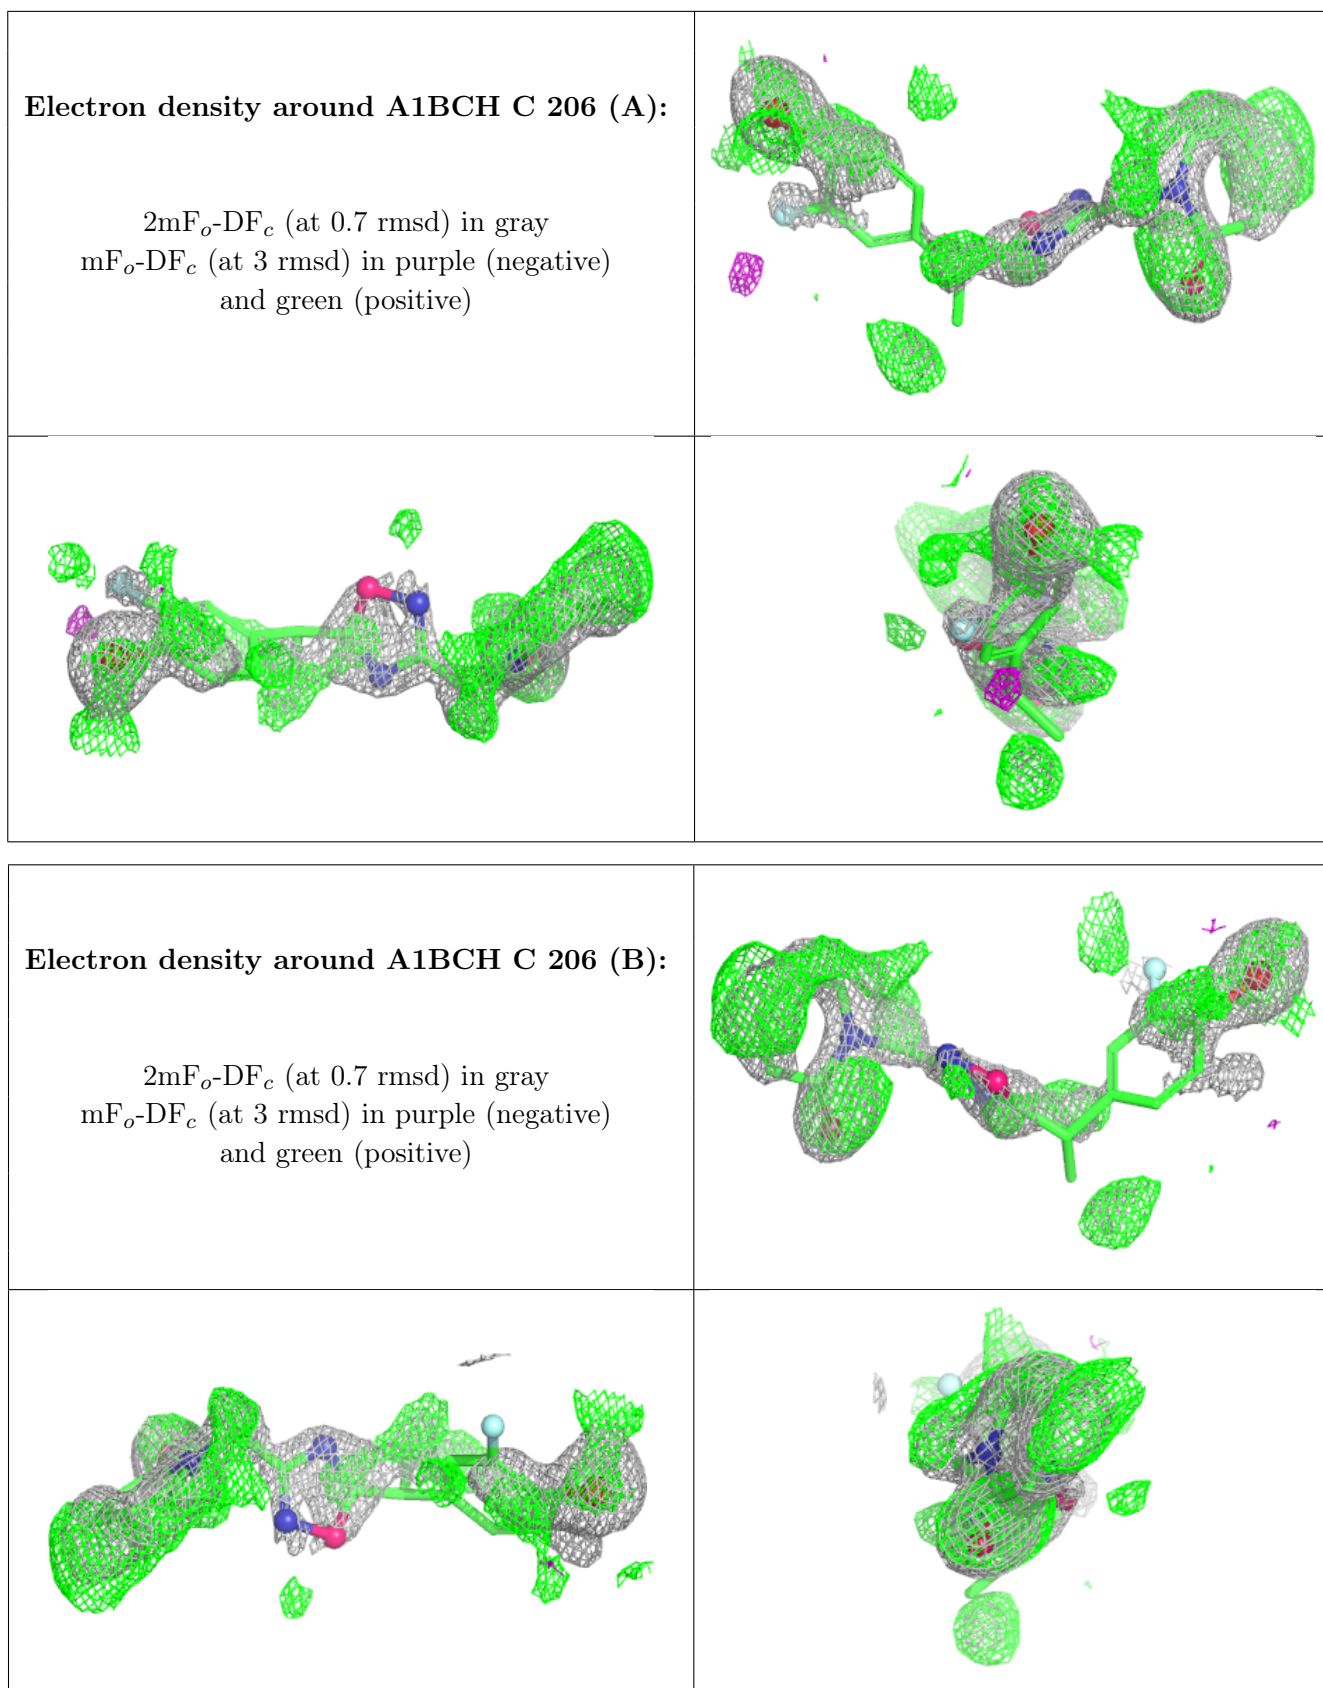 Electron density around A1BCH C 206 (A):
2mFo-DFc (at 0.7 rmsd) in gray
mFo-DFc (at 3 rmsd) in purple (negative)
and green (positive)
Electron density around A1BCH C 206 (B):
2mFo-DFc (at 0.7 rmsd) in gray
mFo-DFc (at 3 rmsd) in purple (negative)
and green (positive)